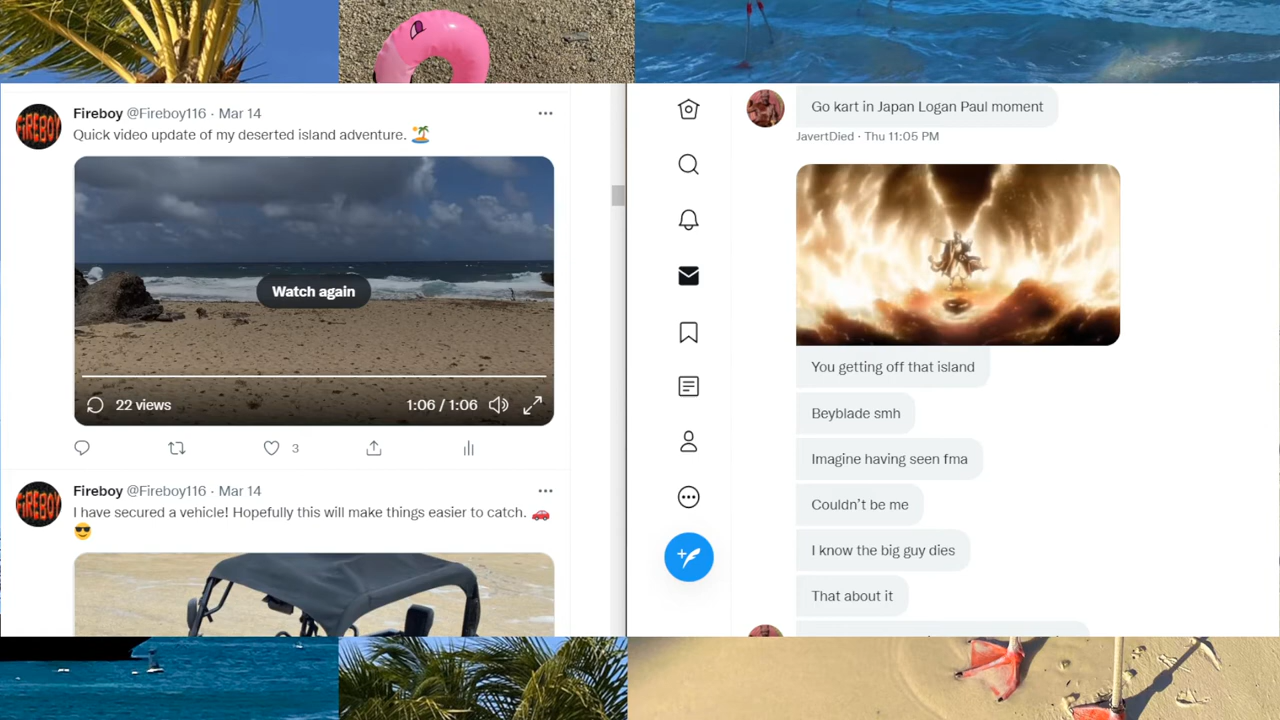 FIREBOY
Fireboy @Fireboy116 · Mar 14
Quick video update of my deserted island adventure. 🏝️
Watch again
22 views
1:06 / 1:06
3
FIREBOY
Fireboy @Fireboy116 · Mar 14
I have secured a vehicle! Hopefully this will make things easier to catch. 🚗
😎
Go kart in Japan Logan Paul moment
JavertDied · Thu 11:05 PM
You getting off that island
Beyblade smh
Imagine having seen fma
Couldn't be me
I know the big guy dies
That about it